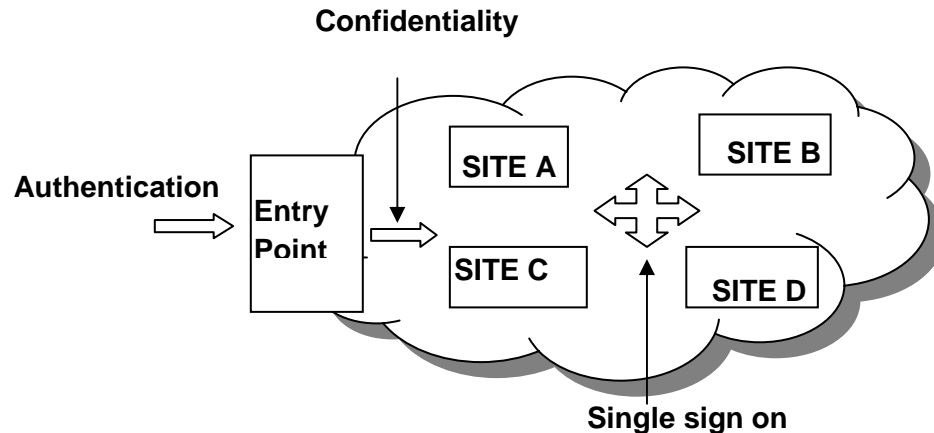 Confidentiality
SITE A
SITE B
Authentication
Entry
Point
SITE C
SITE D
Single sign on